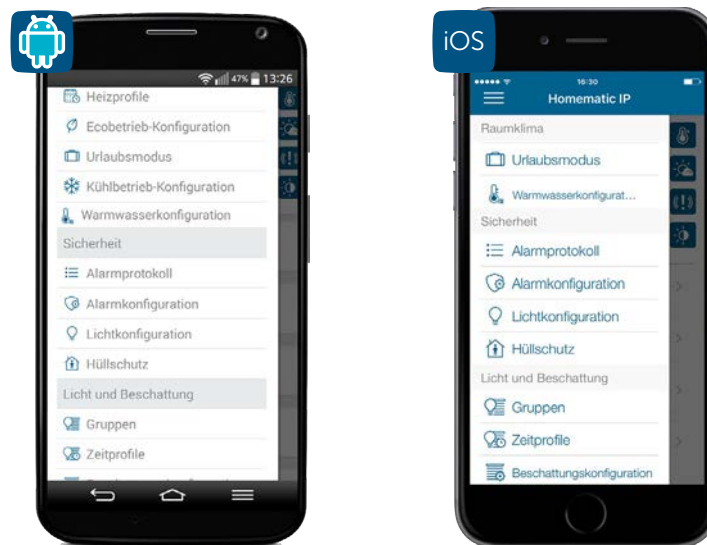 47% 13:26
Heizprofile
Ecobetrieb-Konfiguration
Urlaubsmodus
Kühlbetrieb-Konfiguration
Warmwasserkonfiguration
Sicherheit
Alarmprotokoll
Alarmkonfiguration
Lichtkonfiguration
Hüllschutz
Licht und Beschattung
Gruppen
Zeitprofile
iOS
16:30
Homematic IP
Raumklima
Urlaubsmodus
Warmwasserkonfigurat...
Sicherheit
Alarmprotokoll
Alarmkonfiguration
Lichtkonfiguration
Hüllschutz
Licht und Beschattung
Gruppen
Zeitprofile
Beschattungskonfiguration